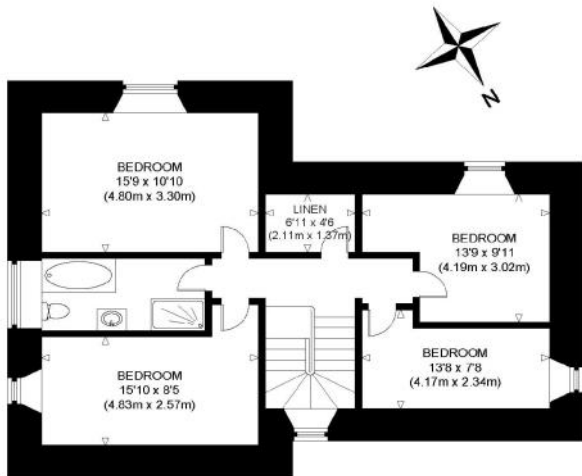 N
BEDROOM
15'9 x 10'10
(4.80m x 3.30m)
LINEN
6'11 x 4'6
(2.11m x 1.37m)
BEDROOM
13'9 x 9'11
(4.19m x 3.02m)
BEDROOM
15'10 x 8'5
(4.83m x 2.57m)
BEDROOM
13'8 x 7'8
(4.17m x 2.34m)